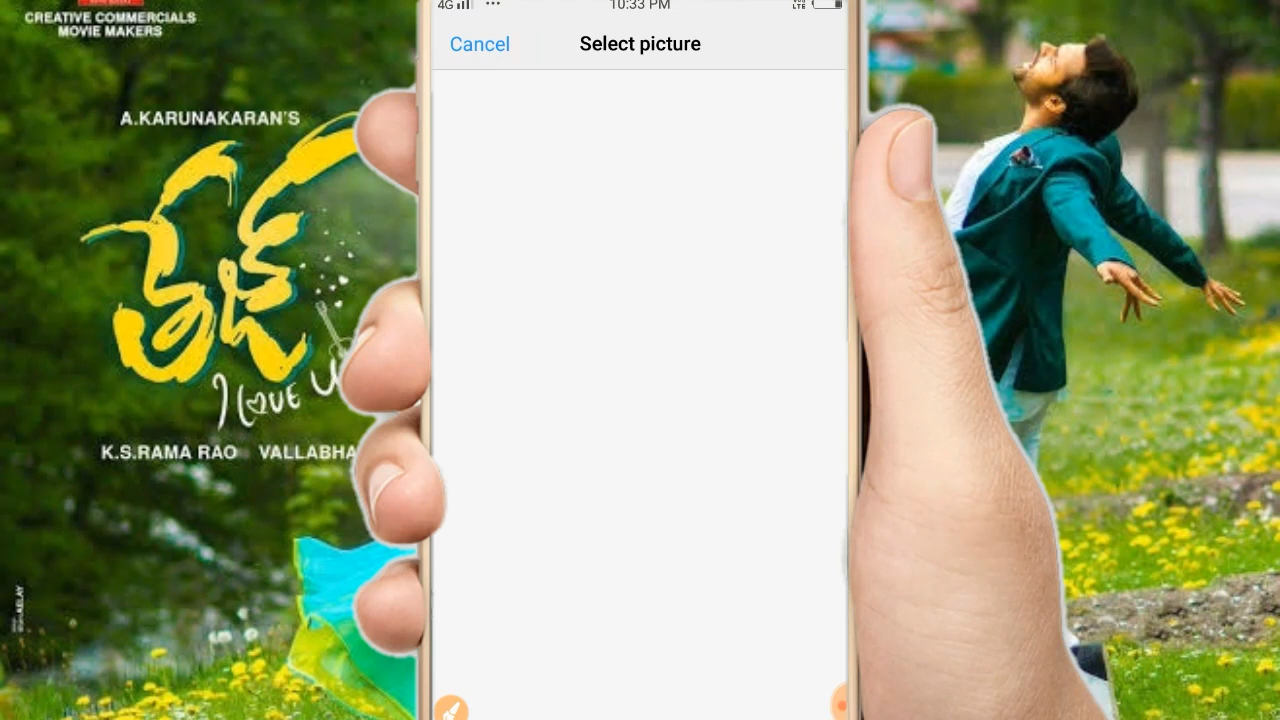 CREATIVE COMMERCIALS
MOVIE MAKERS
A.KARUNAKARAN'S
తేజ్
I LOVE U
K.S.RAMA RAO VALLABHA
4G 10:33 PM
Cancel Select picture